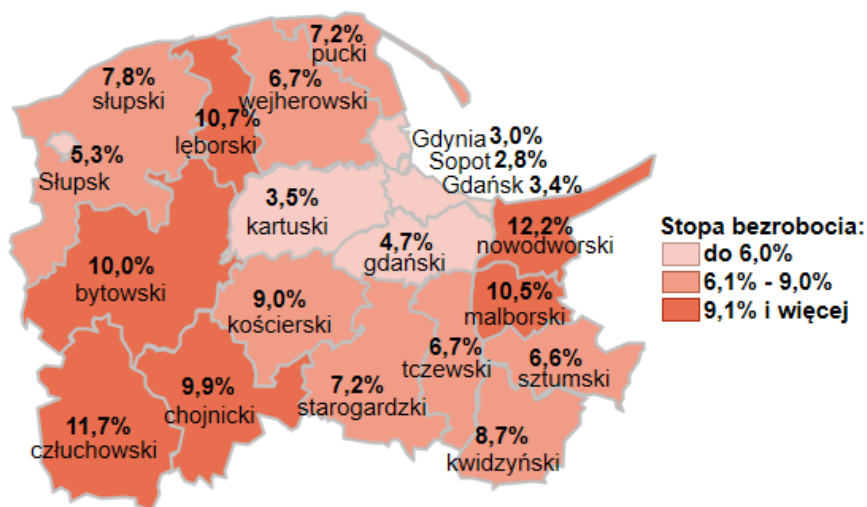 7,2%
pucki
7,8%
słupski
6,7%
wejherowski
10,7%
lęborski
Gdynia 3,0%
Sopot 2,8%
Gdańsk 3,4%
5,3%
Słupsk
3,5%
kartuski
4,7%
gdański
12,2%
nowodworski
10,0%
bytowski
9,0%
kościerski
10,5%
malborski
6,7%
tczewski
6,6%
sztumski
9,9%
chojnicki
7,2%
starogardzki
11,7%
człuchowski
8,7%
kwidzyński
Stopa bezrobocia:
do 6,0%
6,1% - 9,0%
9,1% i więcej